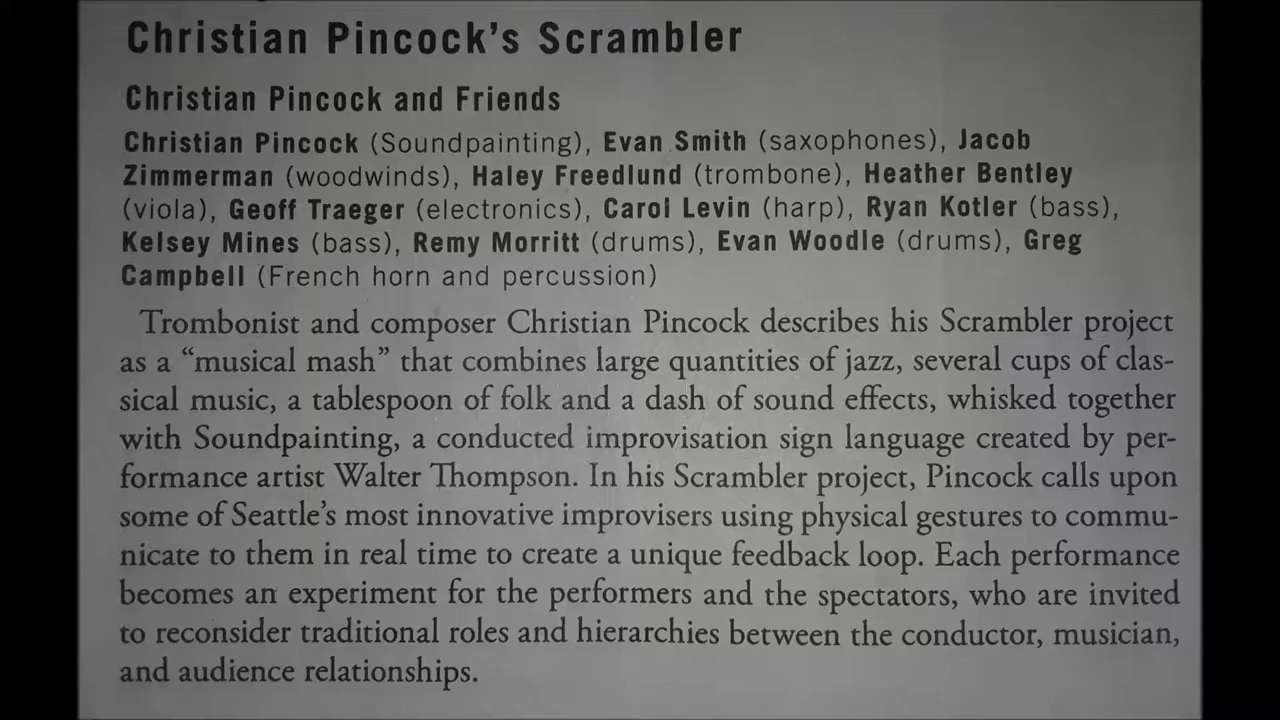 Christian Pincock’s Scrambler
Christian Pincock and Friends
Christian Pincock (Soundpainting), Evan Smith (saxophones), Jacob
Zimmerman (woodwinds), Haley Freedlund (trombone), Heather Bentley
(viola), Geoff Traeger (electronics), Carol Levin (harp), Ryan Kotler (bass),
Kelsey Mines (bass), Remy Morritt (drums), Evan Woodle (drums), Greg
Campbell (French horn and percussion)
Trombonist and composer Christian Pincock describes his Scrambler project
as a “musical mash” that combines large quantities of jazz, several cups of clas-
sical music, a tablespoon of folk and a dash of sound effects, whisked together
with Soundpainting, a conducted improvisation sign language created by per-
formance artist Walter Thompson. In his Scrambler project, Pincock calls upon
some of Seattle’s most innovative improvisers using physical gestures to commu-
nicate to them in real time to create a unique feedback loop. Each performance
becomes an experiment for the performers and the spectators, who are invited
to reconsider traditional roles and hierarchies between the conductor, musician,
and audience relationships.